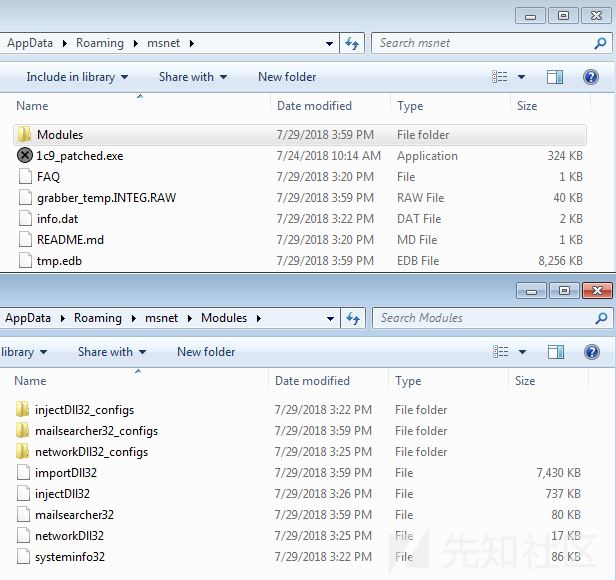 AppData Roaming msnet Search msnet
Include in library Share with New folder
Name Date modified Type Size
Modules 7/29/2018 3:59 PM File folder
1c9_patched.exe 7/24/2018 10:14 AM Application 324 KB
FAQ 7/29/2018 3:20 PM File 1 KB
grabber_temp.INTEG.RAW 7/29/2018 3:59 PM RAW File 40 KB
info.dat 7/29/2018 3:22 PM DAT File 2 KB
README.md 7/29/2018 3:20 PM MD File 1 KB
tmp.edb 7/29/2018 3:59 PM EDB File 8,256 KB
AppData Roaming msnet Modules Search Modules
library Share with New folder
Name Date modified Type Size
injectDll32_configs 7/29/2018 3:22 PM File folder
mailsearcher32_configs 7/29/2018 3:59 PM File folder
networkDll32_configs 7/29/2018 3:25 PM File folder
importDll32 7/29/2018 3:59 PM File 7,430 KB
injectDll32 7/29/2018 3:26 PM File 737 KB
mailsearcher32 7/29/2018 3:59 PM File 80 KB
networkDll32 7/29/2018 3:25 PM File 17 KB
systeminfo32 7/29/2018 3:22 PM File 86 KB
先知社区